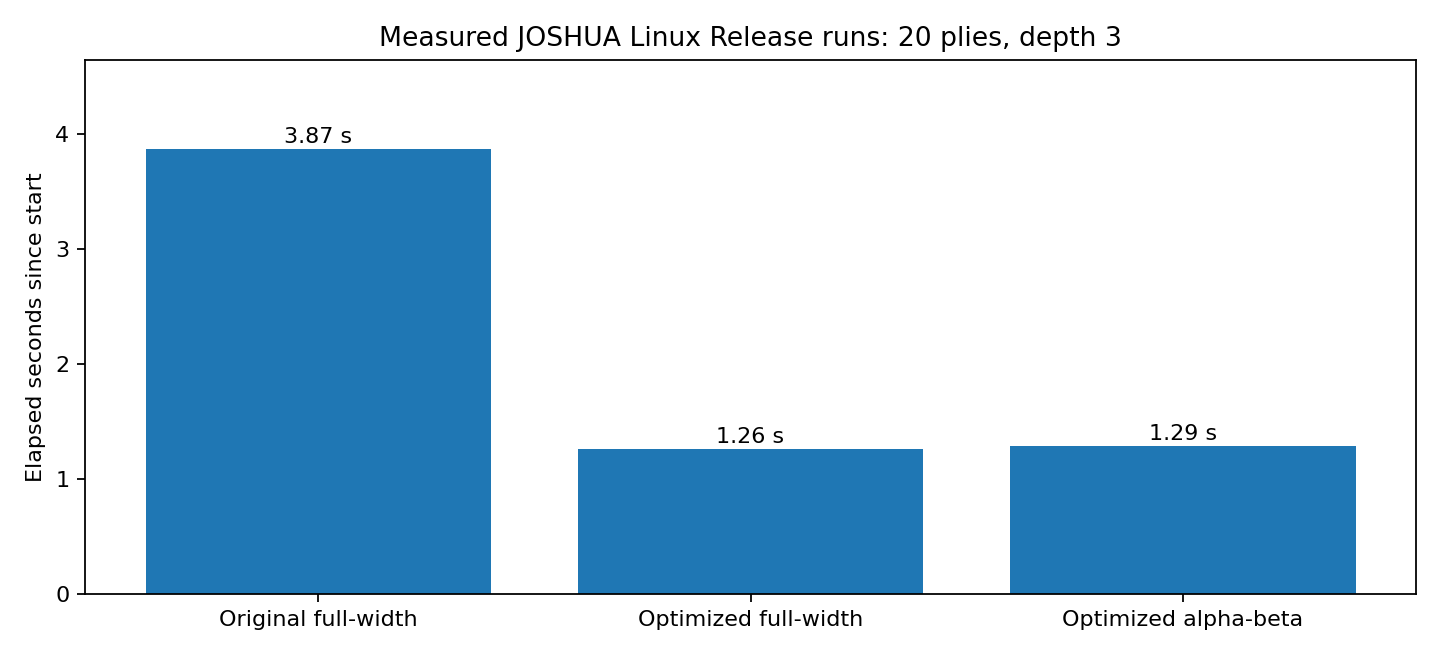 Measured JOSHUA Linux Release runs: 20 plies, depth 3
Elapsed seconds since start
4
3
2
1
0
3.87 s
1.26 s
1.29 s
Original full-width
Optimized full-width
Optimized alpha-beta